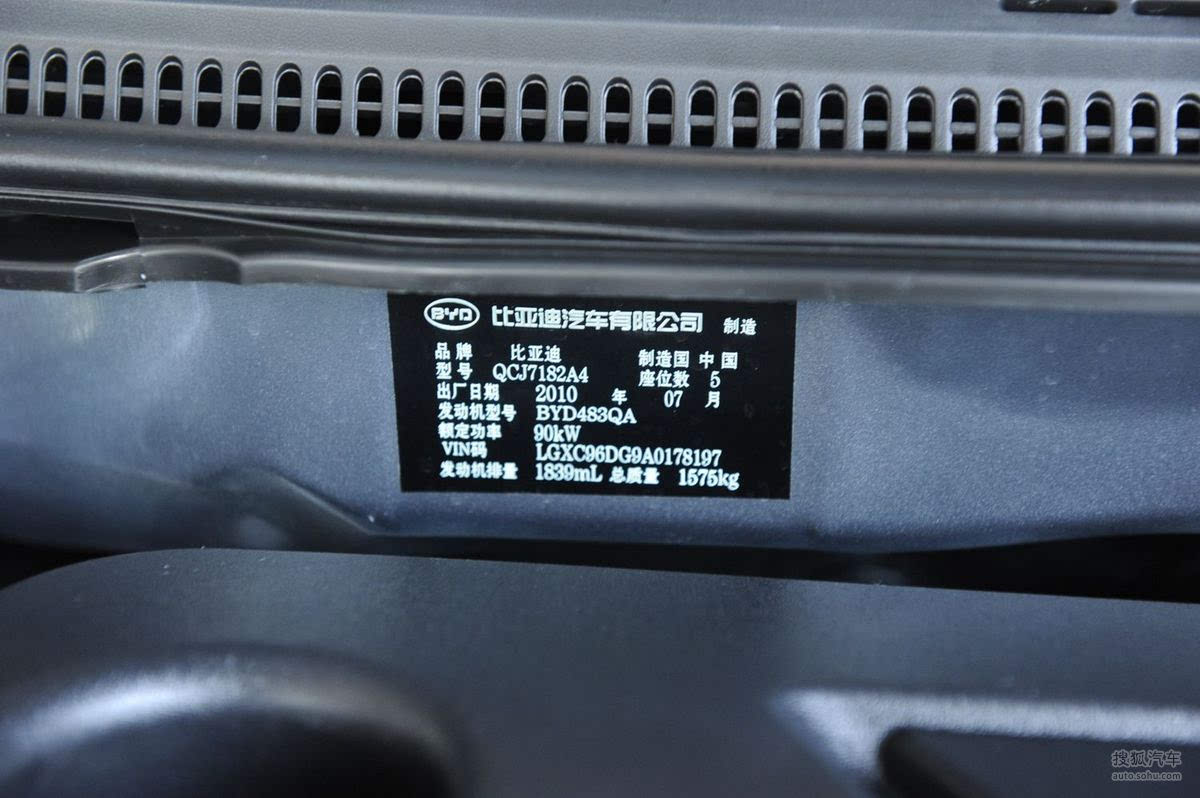 BYD 比亚迪汽车有限公司 制造
品牌 比亚迪 制造国 中国
型号 QCJ7182A4 座位数 5
出厂日期 2010 年 07 月
发动机型号 BYD483QA
额定功率 90kW
VIN码 LGXC96DG9A0178197
发动机排量 1839mL 总质量 1575kg
搜狐汽车
auto.sohu.com